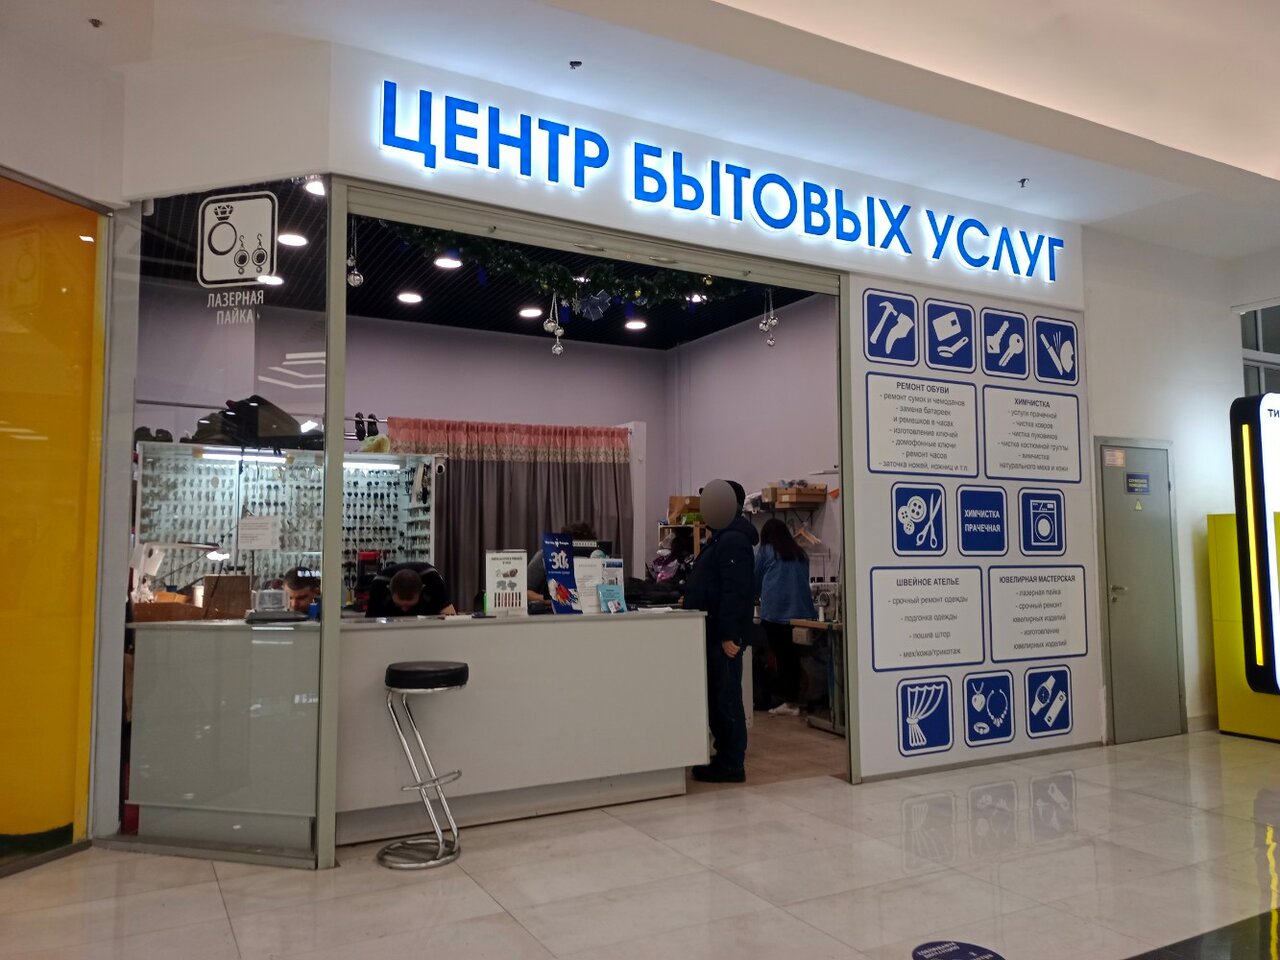 ЦЕНТР БЫТОВЫХ УСЛУГ
ЛАЗЕРНАЯ
ПАЙКА
РЕМОНТ ОБУВИ
- ремонт сумок и чемоданов
- замена батареек
и ремешков в часах
- изготовление ключей
- домофонные ключи
- ремонт часов
- заточка ножей, ножниц и т.п.
ХИМЧИСТКА
- услуги прачечной
- чистка ковров
- чистка пуховиков
- чистка костюмной группы
- химчистка
натурального меха и кожи
ХИМЧИСТКА
ПРАЧЕЧНАЯ
ШВЕЙНОЕ АТЕЛЬЕ
- срочный ремонт одежды
- подгонка одежды
- пошив штор
- мех/кожа/трикотаж
ЮВЕЛИРНАЯ МАСТЕРСКАЯ
- лазерная пайка
- срочный ремонт
ювелирных изделий
- изготовление
ювелирных изделий
30%
ТИ